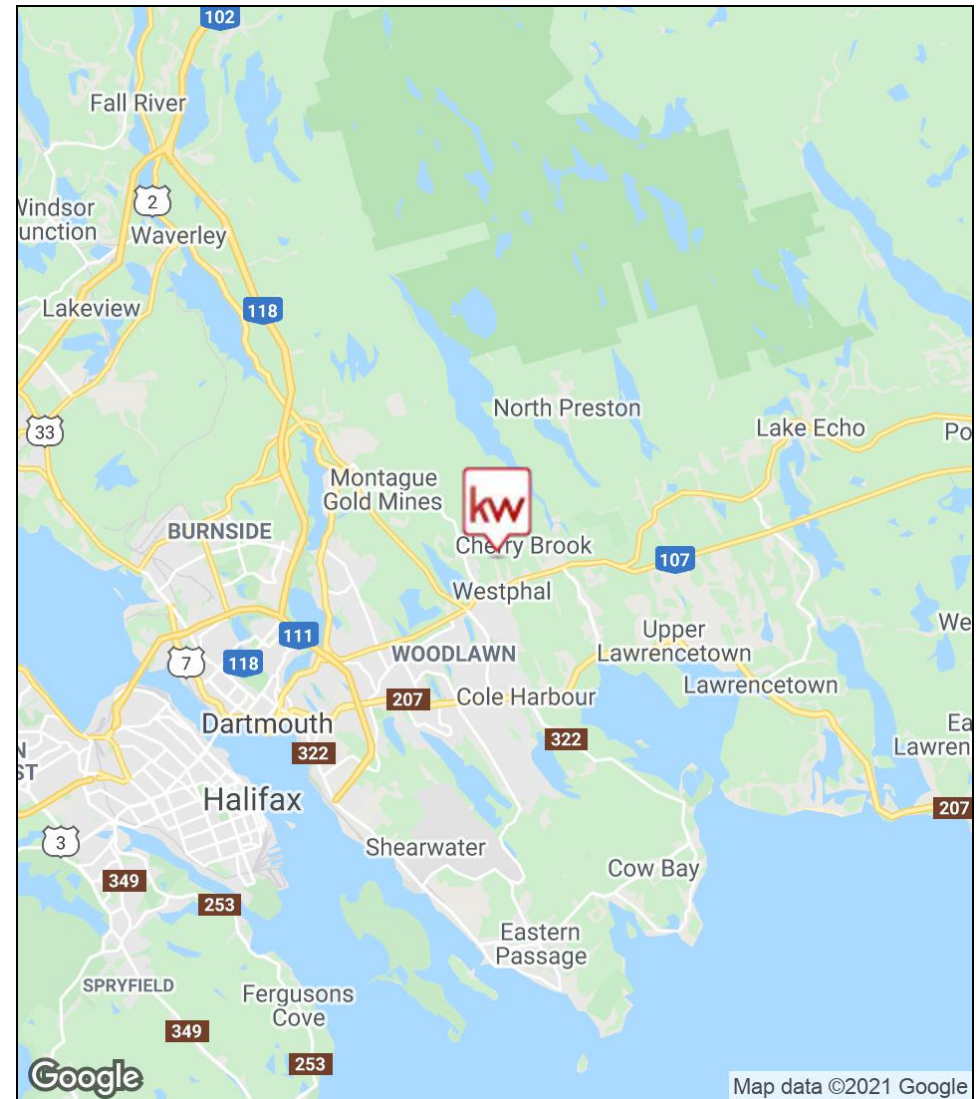 102
Fall River
2
Windsor
Junction
Waverley
Lakeview
118
North Preston
Lake Echo
Po
33
Montague
Gold Mines
kw
BURNSIDE
Cherry Brook
107
Westphal
111
Upper
Lawrencetown
We
7
118
WOODLAWN
Lawrencetown
207
Cole Harbour
Dartmouth
322
322
Ea
Lawren
N
ST
Halifax
207
3
Shearwater
Cow Bay
349
253
Eastern
Passage
SPRYFIELD
Fergusons
Cove
349
253
Google
Map data ©2021 Google